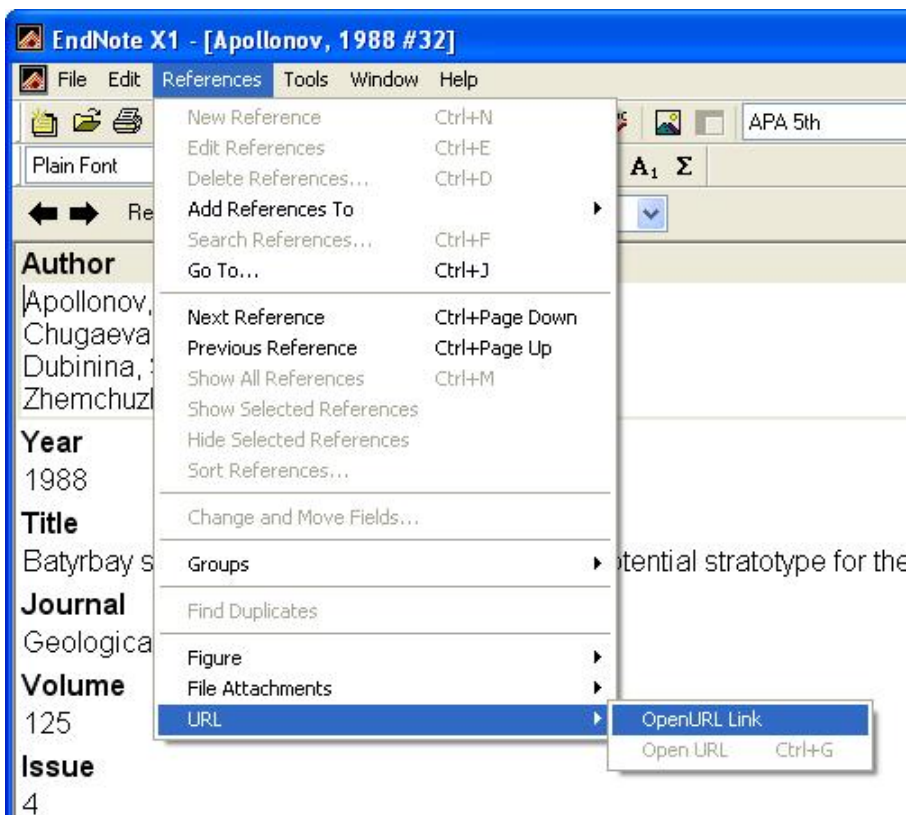 EndNote X1 - [Apollonov, 1988 #32]
File Edit References Tools Window Help
APA 5th
Plain Font
A₁ Σ
Re
New Reference Ctrl+N
Edit References Ctrl+E
Delete References... Ctrl+D
Add References To
Search References... Ctrl+F
Go To... Ctrl+J
Next Reference Ctrl+Page Down
Previous Reference Ctrl+Page Up
Show All References Ctrl+M
Show Selected References
Hide Selected References
Sort References...
Change and Move Fields...
Groups
Find Duplicates
Figure
File Attachments
URL
OpenURL Link
Open URL Ctrl+G
Author
Apollonov,
Chugaeva
Dubinina,
Zhemchuzl
Year
1988
Title
Batyrbay s otential stratotype for the
Journal
Geologica
Volume
125
Issue
4